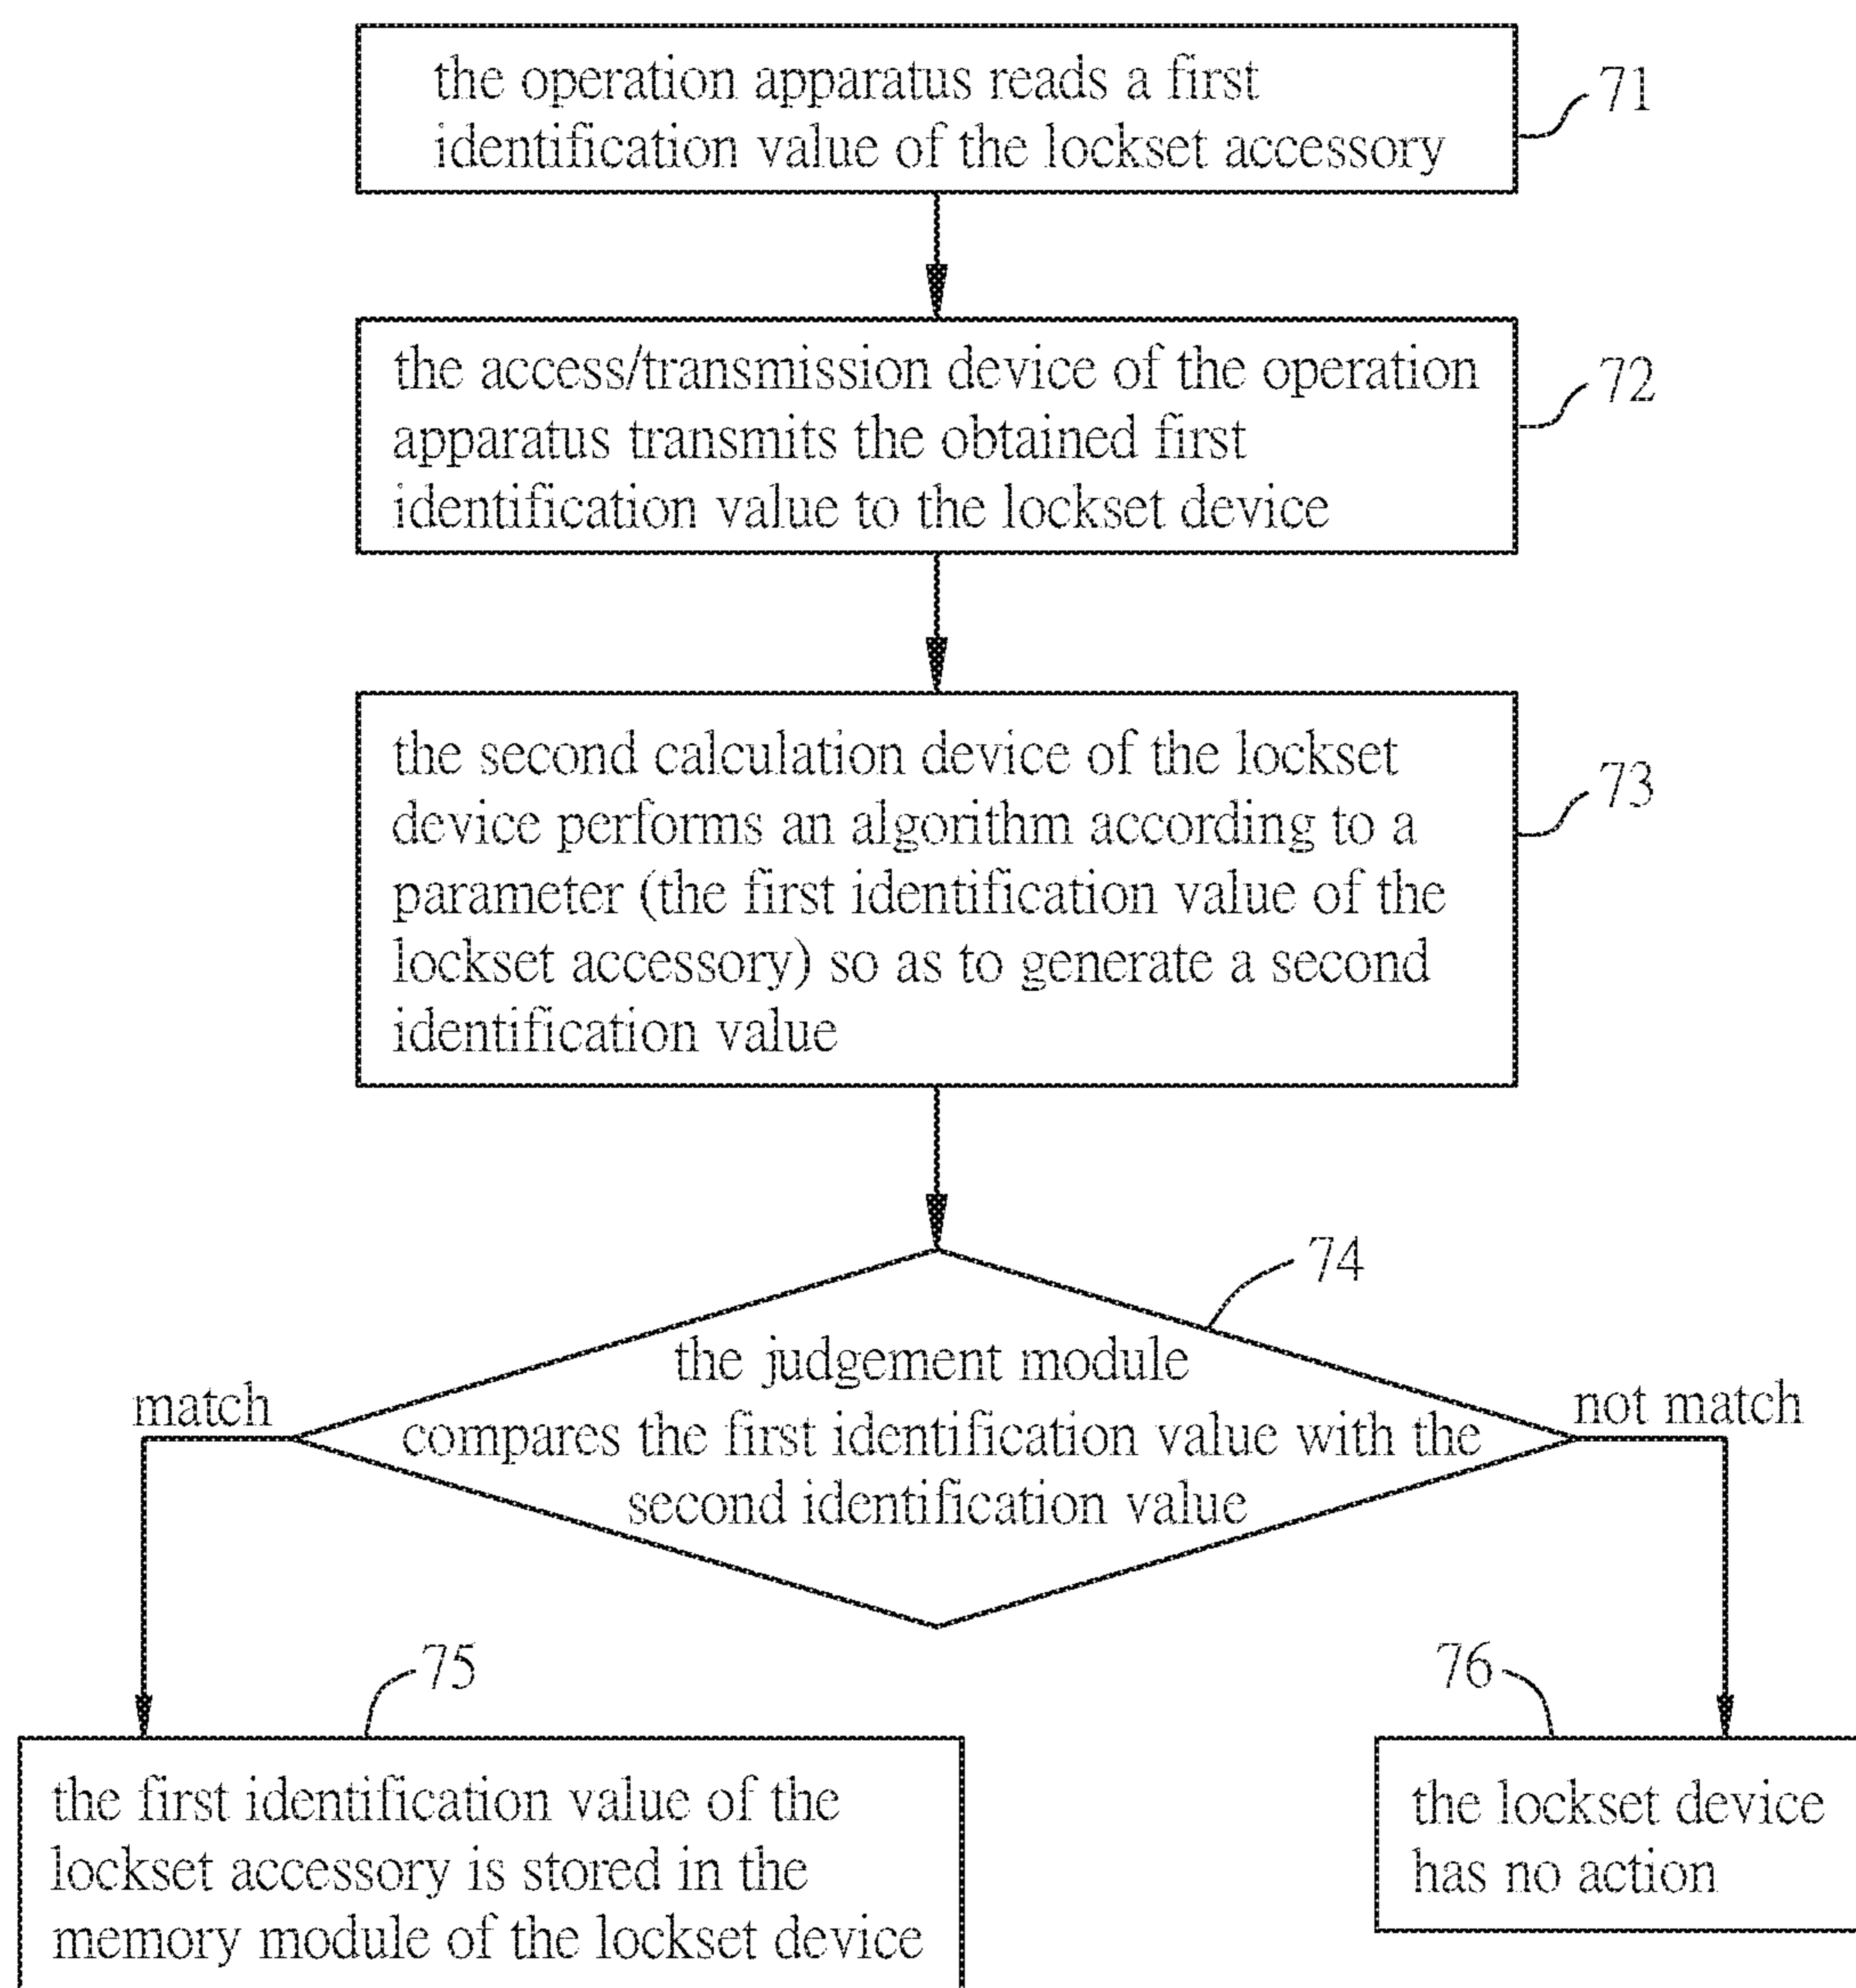 the operation apparatus reads a first
identification value of the lockset accessory
71
the access/transmission device of the operation
apparatus transmits the obtained first
identification value to the lockset device
72
the second calculation device of the lockset
device performs an algorithm according to a
parameter (the first identification value of the
lockset accessory) so as to generate a second
identification value
73
74
the judgement module
compares the first identification value with the
second identification value
match
not match
75
the first identification value of the
lockset accessory is stored in the
memory module of the lockset device
76
the lockset device
has no action